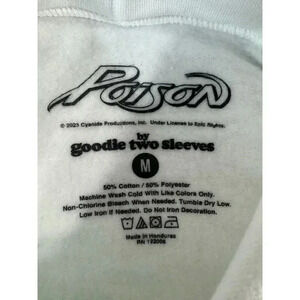 Poison
© 2023 Cyanide Productions, Inc. Under License to Epic Rights.
by
goodie two sleeves
M
50% Cotton / 50% Polyester
Machine Wash Cold With Like Colors Only.
Non-Chlorine Bleach When Needed. Tumble Dry Low.
Low Iron if Needed. Do Not Iron Decoration.
Made in Honduras
RN